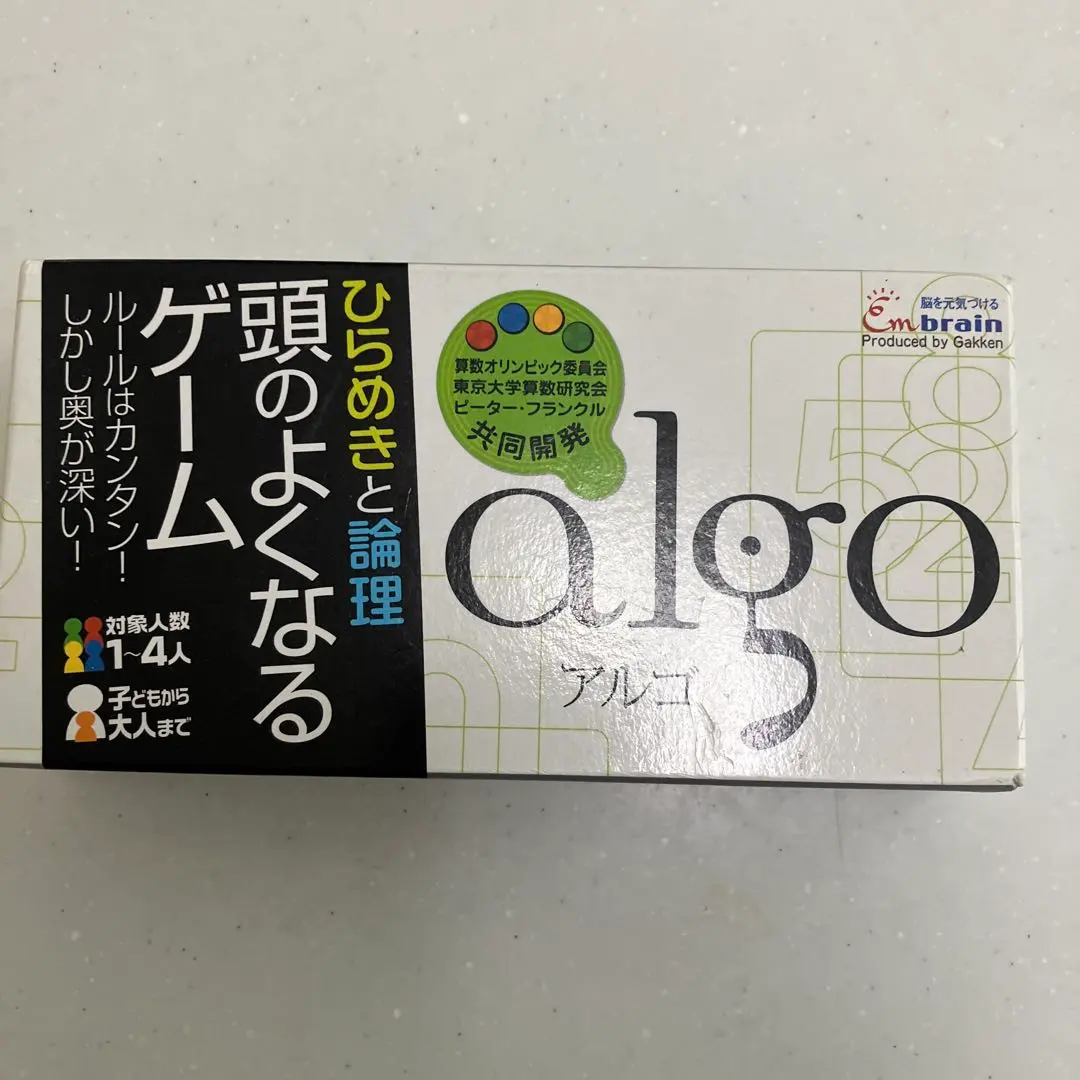 ひらめきと論理
頭のよくなる
ゲーム
ルールはカンタン!
しかし奥が深い!
対象人数
1~4人
子どもから
大人まで
算数オリンピック委員会
東京大学算数研究会
ピーター・フランクル
共同開発
algo
アルゴ
脳を元気づける
Em brain
Produced by Gakken
8
5 5 2
2